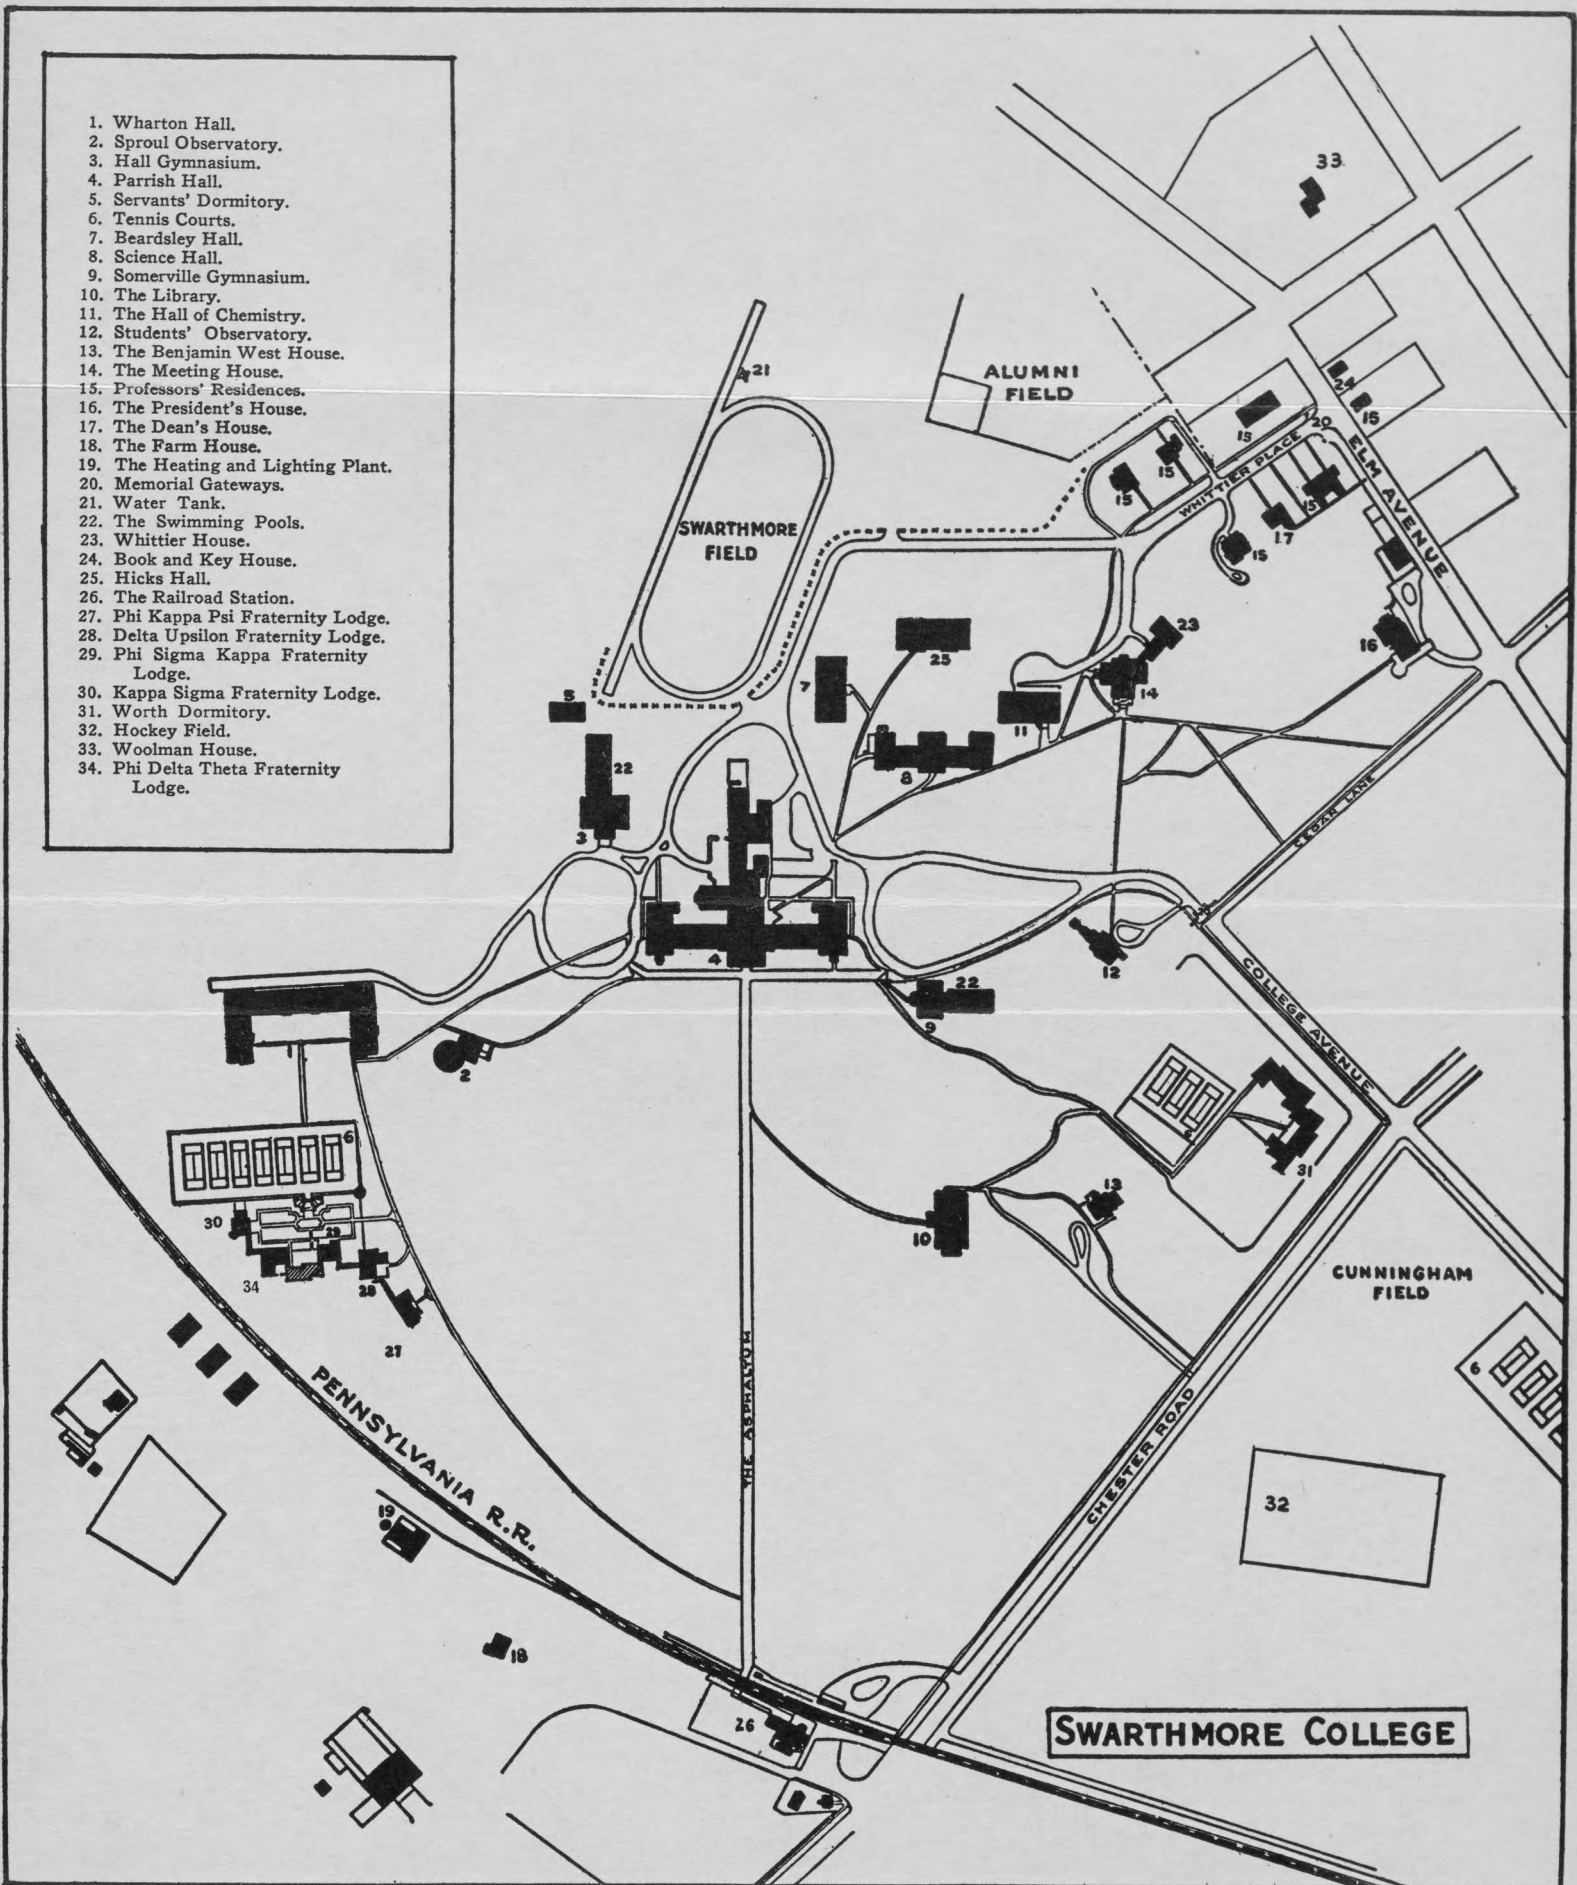 1. Wharton Hall.
2. Sproul Observatory.
3. Hall Gymnasium.
4. Parrish Hall.
5. Servants' Dormitory.
6. Tennis Courts.
7. Beardsley Hall.
8. Science Hall.
9. Somerville Gymnasium.
10. The Library.
11. The Hall of Chemistry.
12. Students' Observatory.
13. The Benjamin West House.
14. The Meeting House.
15. Professors' Residences.
16. The President's House.
17. The Dean's House.
18. The Farm House.
19. The Heating and Lighting Plant.
20. Memorial Gateways.
21. Water Tank.
22. The Swimming Pools.
23. Whittier House.
24. Book and Key House.
25. Hicks Hall.
26. The Railroad Station.
27. Phi Kappa Psi Fraternity Lodge.
28. Delta Upsilon Fraternity Lodge.
29. Phi Sigma Kappa Fraternity
Lodge.
30. Kappa Sigma Fraternity Lodge.
31. Worth Dormitory.
32. Hockey Field.
33. Woolman House.
34. Phi Delta Theta Fraternity
Lodge.
33
21
ALUMNI
FIELD
24
15
20
15
15
15
WHITTIER PLACE
ELM AVENUE
15
17
15
SWARTHMORE
FIELD
23
25
16
7
5
14
11
22
8
3
CEDAR LANE
4
12
22
9
COLLEGE AVENUE
2
6
6
31
13
30
29
10
34
28
27
CUNNINGHAM
FIELD
6
PENNSYLVANIA R.R.
THE ASPHALTUM
CHESTER ROAD
32
19
18
26
SWARTHMORE COLLEGE